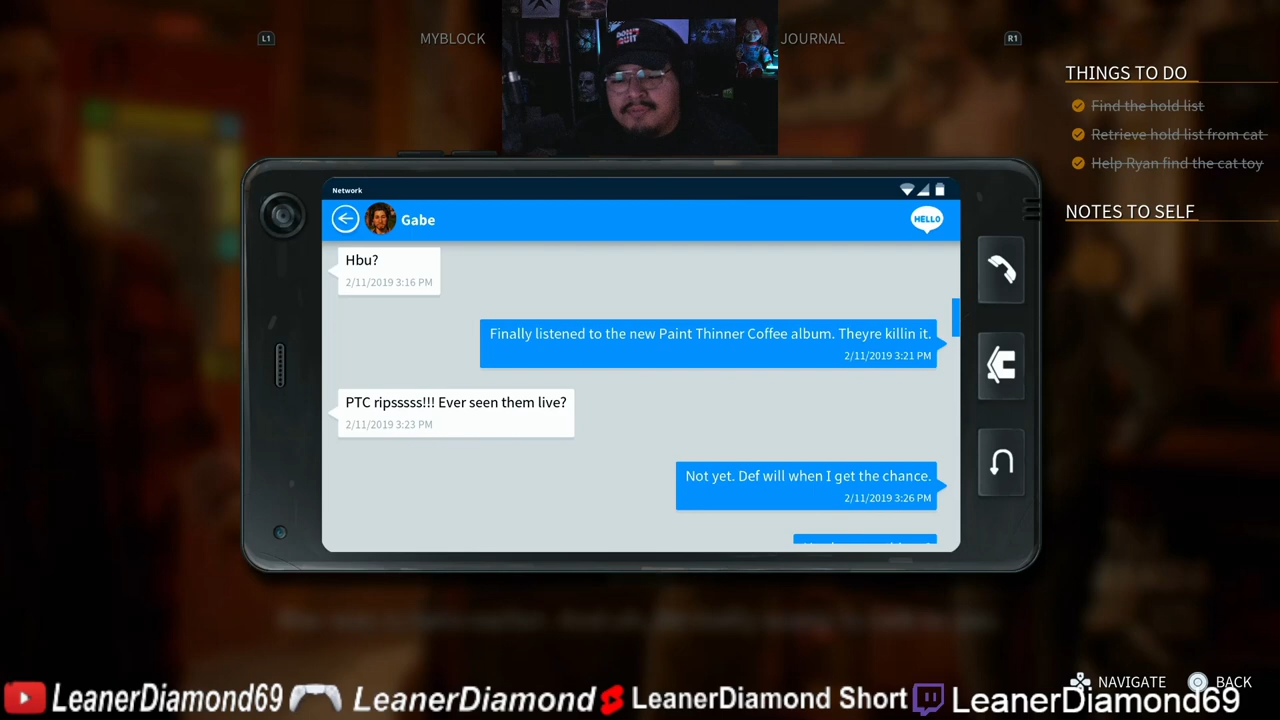 L1
MYBLOCK
JOURNAL
R1
THINGS TO DO
Find the hold list
Retrieve hold list from cat
Help Ryan find the cat toy
NOTES TO SELF
Network
Gabe
HELLO
Hbu?
2/11/2019 3:16 PM
Finally listened to the new Paint Thinner Coffee album. Theyre killin it.
2/11/2019 3:21 PM
PTC ripsssss!!! Ever seen them live?
2/11/2019 3:23 PM
Not yet. Def will when I get the chance.
2/11/2019 3:26 PM
NAVIGATE
BACK
LeanerDiamond69
LeanerDiamond
LeanerDiamond Short
LeanerDiamond69